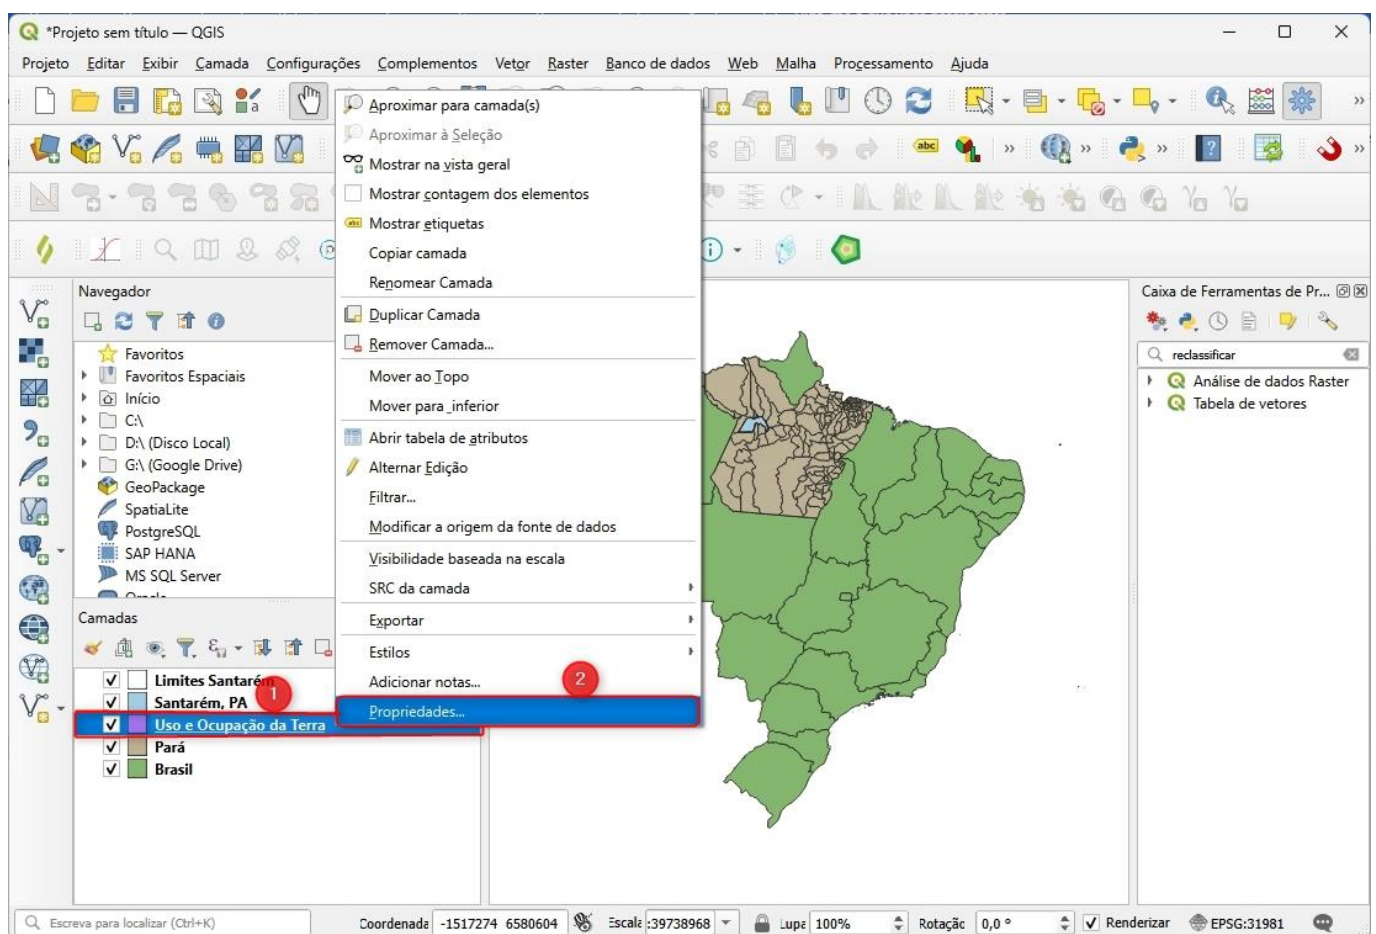 *Projeto sem título — QGIS
Projeto Editar Exibir Camada Configurações Complementos Vetor Raster Banco de dados Web Malha Processamento Ajuda
Aproximar para camada(s)
Aproximar à Seleção
Mostrar na vista geral
Mostrar contagem dos elementos
Mostrar etiquetas
Copiar camada
Renomear Camada
Duplicar Camada
Remover Camada...
Mover ao Topo
Mover para _inferior
Abrir tabela de atributos
Alternar Edição
Filtrar...
Modificar a origem da fonte de dados
Visibilidade baseada na escala
SRC da camada
Exportar
Estilos
Adicionar notas...
2
Propriedades...
abc
Navegador
Favoritos
Favoritos Espaciais
Início
C:\
D:\ (Disco Local)
G:\ (Google Drive)
GeoPackage
SpatiaLite
PostgreSQL
SAP HANA
MS SQL Server
Camadas
Limites Santarém
1
Santarém, PA
Uso e Ocupação da Terra
Pará
Brasil
Caixa de Ferramentas de Pr...
reclassificar
Análise de dados Raster
Tabela de vetores
Escreva para localizar (Ctrl+K) Coordenada -1517274 6580604 Escala :39738968 Lupa 100% Rotação 0,0 ° Renderizar EPSG:31981